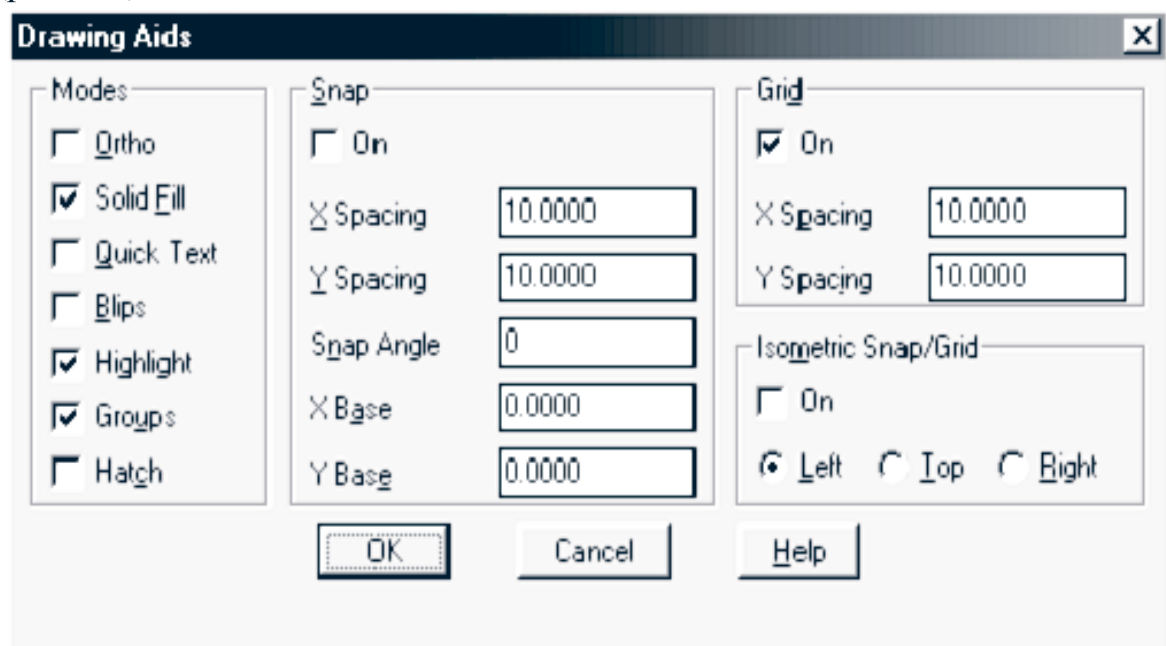 Drawing Aids
Modes
Ortho
Solid Fill
Quick Text
Blips
Highlight
Groups
Hatch
Snap
On
X Spacing 10.0000
Y Spacing 10.0000
Snap Angle 0
X Base 0.0000
Y Base 0.0000
Grid
On
X Spacing 10.0000
Y Spacing 10.0000
Isometric Snap/Grid
On
Left Top Right
OK Cancel Help